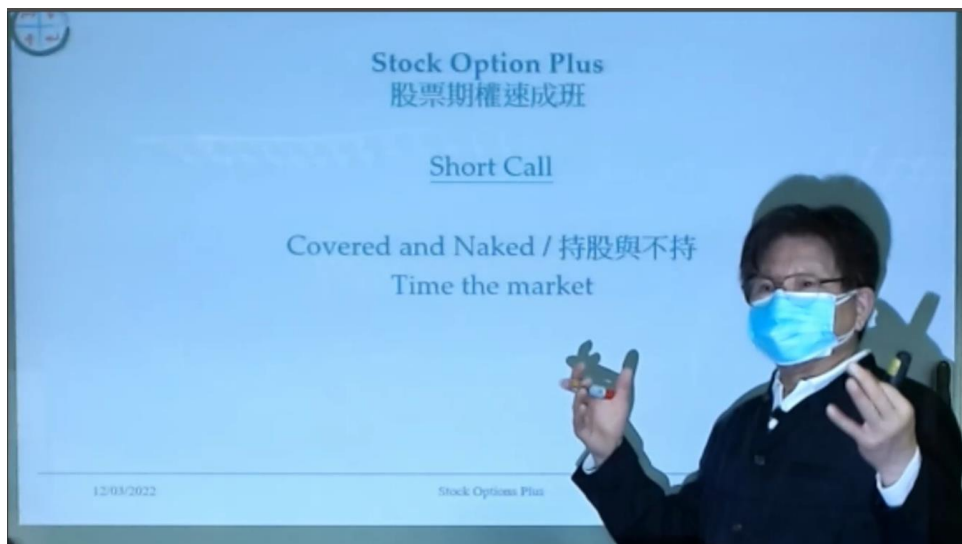 Stock Option Plus
股票期權速成班
Short Call
Covered and Naked / 持股與不持
Time the market
12/03/2022
Stock Options Plus